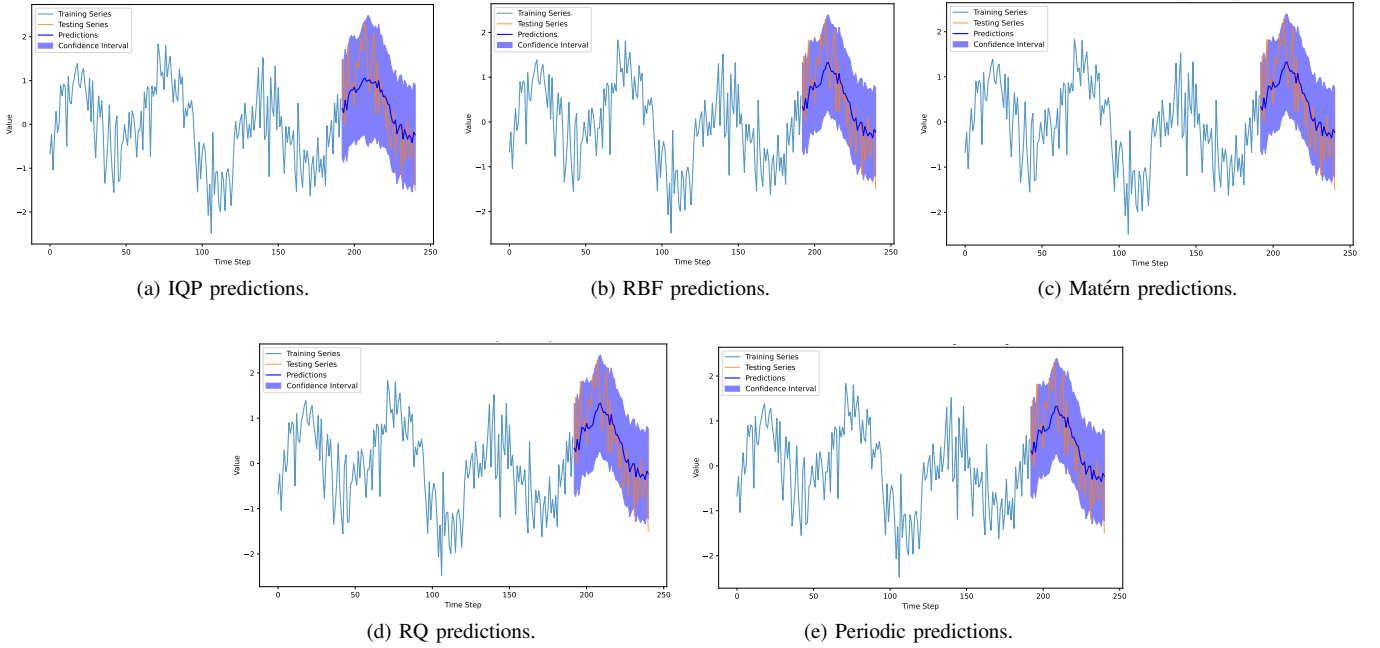 Training Series
Testing Series
Predictions
Confidence Interval
Value
2
1
0
−1
−2
0
50
100
150
200
250
Time Step
(a) IQP predictions.
Training Series
Testing Series
Predictions
Confidence Interval
Value
2
1
0
−1
−2
0
50
100
150
200
250
Time Step
(b) RBF predictions.
Training Series
Testing Series
Predictions
Confidence Interval
Value
2
1
0
−1
−2
0
50
100
150
200
250
Time Step
(c) Matérn predictions.
Training Series
Testing Series
Predictions
Confidence Interval
Value
2
1
0
−1
−2
0
50
100
150
200
250
Time Step
(d) RQ predictions.
Training Series
Testing Series
Predictions
Confidence Interval
Value
2
1
0
−1
−2
0
50
100
150
200
250
Time Step
(e) Periodic predictions.